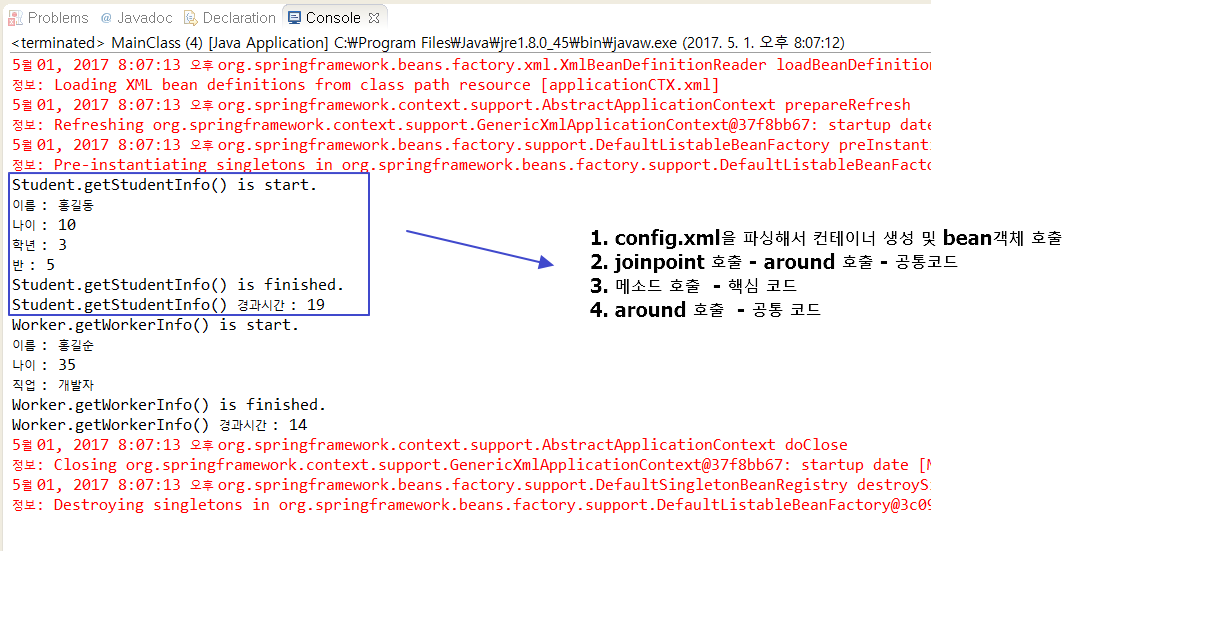 Problems @ Javadoc Declaration Console
<terminated> MainClass (4) [Java Application] C:₩Program Files₩Java₩jre1.8.0_45₩bin₩javaw.exe (2017. 5. 1. 오후 8:07:12)
5월 01, 2017 8:07:13 오후 org.springframework.beans.factory.xml.XmlBeanDefinitionReader loadBeanDefinition
정보: Loading XML bean definitions from class path resource [applicationCTX.xml]
5월 01, 2017 8:07:13 오후 org.springframework.context.support.AbstractApplicationContext prepareRefresh
정보: Refreshing org.springframework.context.support.GenericXmlApplicationContext@37f8bb67: startup date
5월 01, 2017 8:07:13 오후 org.springframework.beans.factory.support.DefaultListableBeanFactory preInstanti
정보: Pre-instantiating singletons in org.springframework.beans.factory.support.DefaultListableBeanFacto
Student.getStudentInfo() is start.
이름 : 홍길동
나이 : 10
학년 : 3
반 : 5
Student.getStudentInfo() is finished.
Student.getStudentInfo() 경과시간 : 19
Worker.getWorkerInfo() is start.
이름 : 홍길순
나이 : 35
직업 : 개발자
Worker.getWorkerInfo() is finished.
Worker.getWorkerInfo() 경과시간 : 14
5월 01, 2017 8:07:13 오후 org.springframework.context.support.AbstractApplicationContext doClose
정보: Closing org.springframework.context.support.GenericXmlApplicationContext@37f8bb67: startup date [
5월 01, 2017 8:07:13 오후 org.springframework.beans.factory.support.DefaultSingletonBeanRegistry destroyS
정보: Destroying singletons in org.springframework.beans.factory.support.DefaultListableBeanFactory@3c09
1. config.xml을 파싱해서 컨테이너 생성 및 bean객체 호출
2. joinpoint 호출 - around 호출 - 공통코드
3. 메소드 호출 - 핵심 코드
4. around 호출 - 공통 코드